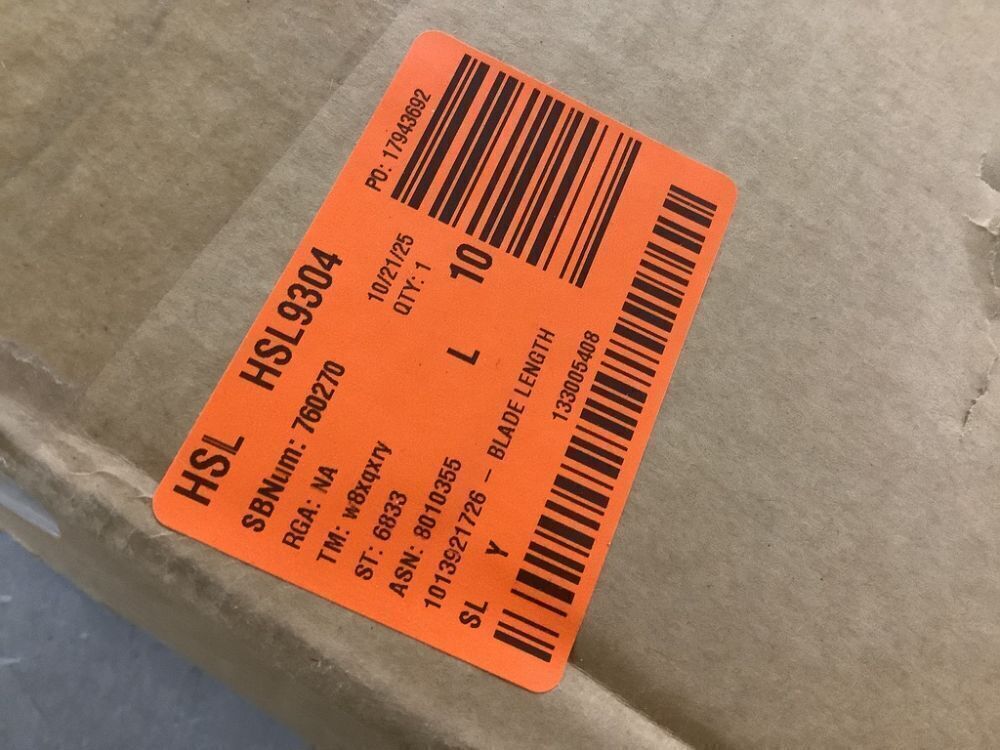 HSL HSL9304
SBNum: 760270
RGA: NA
10/21/25
PO: 17943692
TM: w8xqxry
QTY: 1
ST: 6833
ASN: 8010355
L 10
1013921726 – BLADE LENGTH
SL Y
133005408